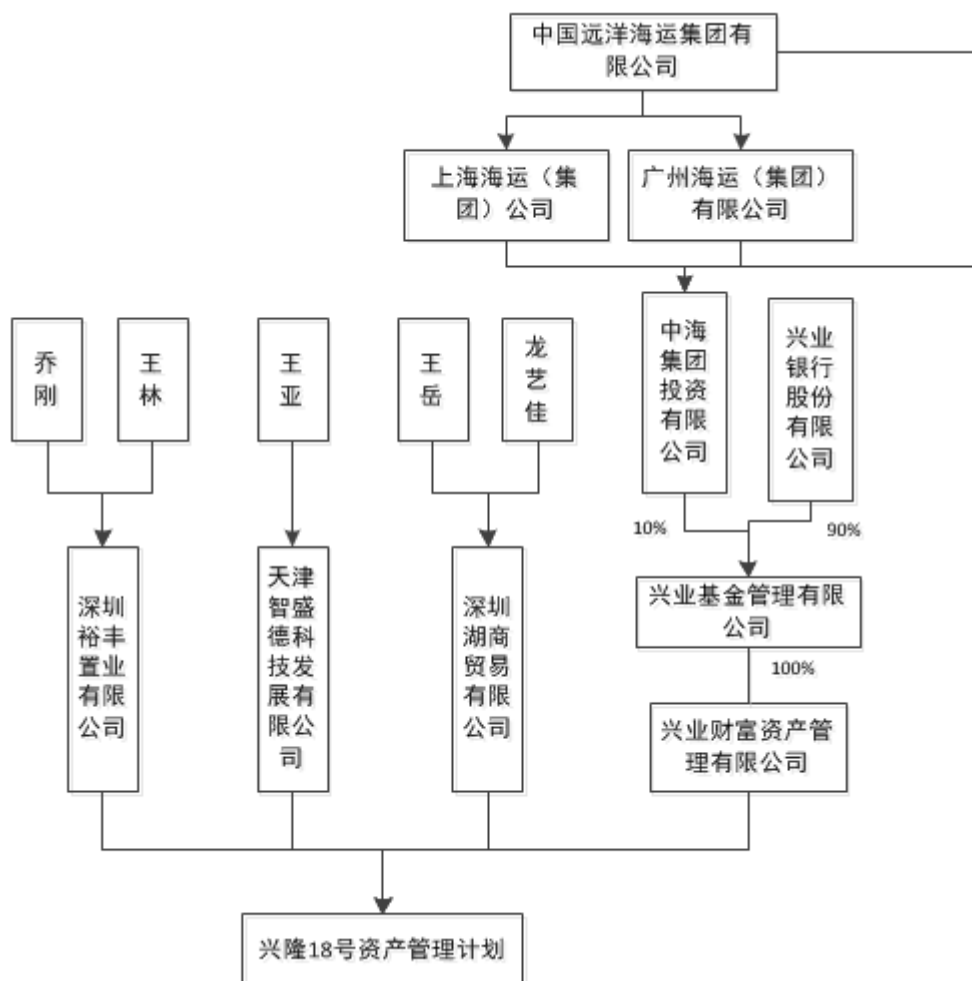 中国远洋海运集团有
限公司
上海海运（集
团）公司
广州海运（集团）
有限公司
乔
刚
王
林
王
亚
王
岳
龙
艺
佳
中海
集团
投资
有限
公司
兴业
银行
股份
有限
公司
10%
90%
深圳
裕丰
置业
有限
公司
天津
智盛
德科
技发
展有
限公
司
深圳
湖商
贸易
有限
公司
兴业基金管理有限
公司
100%
兴业财富资产管
理有限公司
兴隆18号资产管理计划